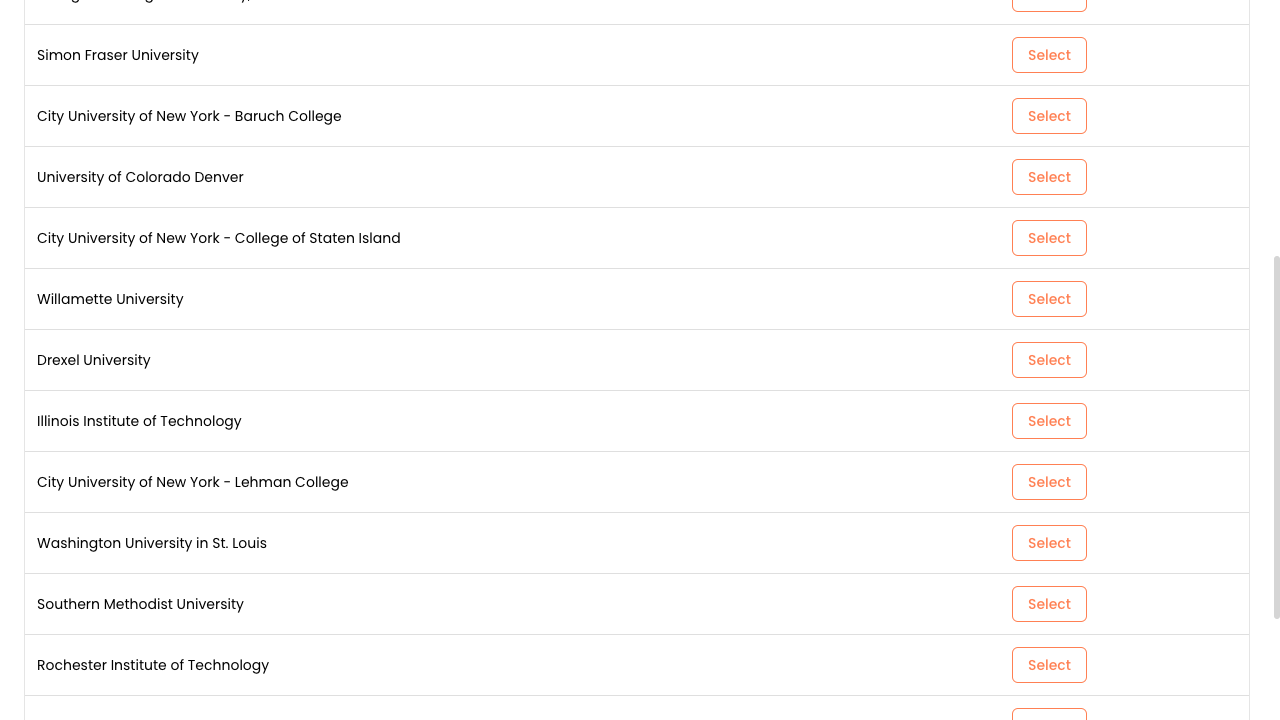 Simon Fraser University Select
City University of New York - Baruch College Select
University of Colorado Denver Select
City University of New York - College of Staten Island Select
Willamette University Select
Drexel University Select
Illinois Institute of Technology Select
City University of New York - Lehman College Select
Washington University in St. Louis Select
Southern Methodist University Select
Rochester Institute of Technology Select